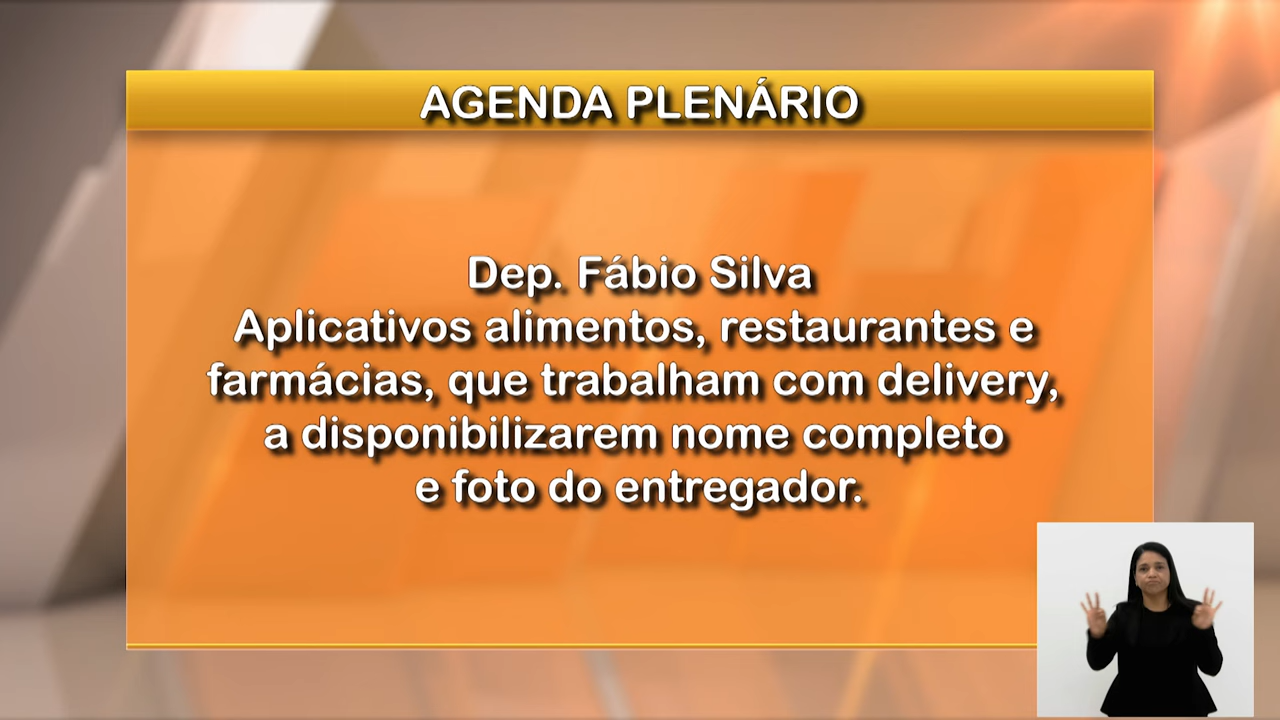 AGENDA PLENÁRIO
Dep. Fábio Silva
Aplicativos alimentos, restaurantes e
farmácias, que trabalham com delivery,
a disponibilizarem nome completo
e foto do entregador.